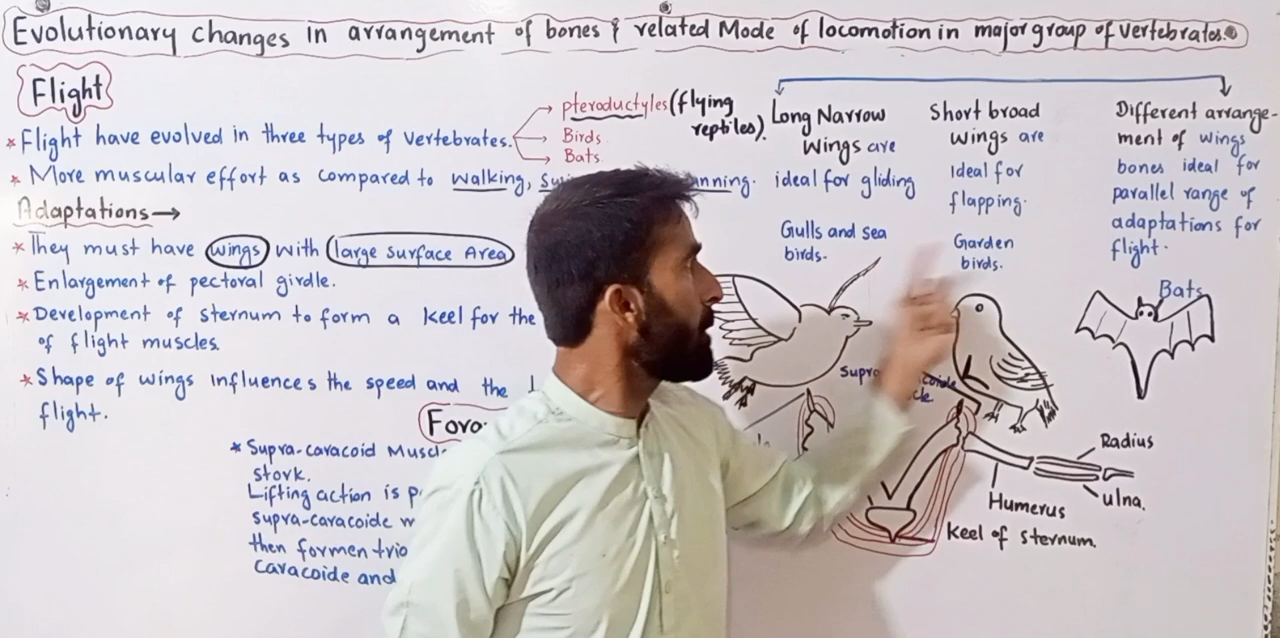 Evolutionary changes in arrangement of bones & related Mode of locomotion in major group of vertebrates.
Flight
* Flight have evolved in three types of vertebrates.
pteroductyles (flying
reptiles).
Birds
Bats
* More muscular effort as compared to walking,
Adaptations →
* They must have wings with large surface Area
* Enlargement of pectoral girdle.
* Development of sternum to form a keel for the
of flight muscles.
* Shape of wings influences the speed and the
flight.
* Supra-caracoid
stork.
Lifting action is
supra-caracoide
then formen trio
caracoide and
Long Narrow
Wings are
ideal for gliding
Gulls and sea
birds.
Short broad
Wings are
Ideal for
flapping.
Garden
birds.
Different arrange-
ment of wings
bones ideal for
parallel range of
adaptations for
flight.
Bats
Radius
ulna.
Humerus
Keel of sternum.